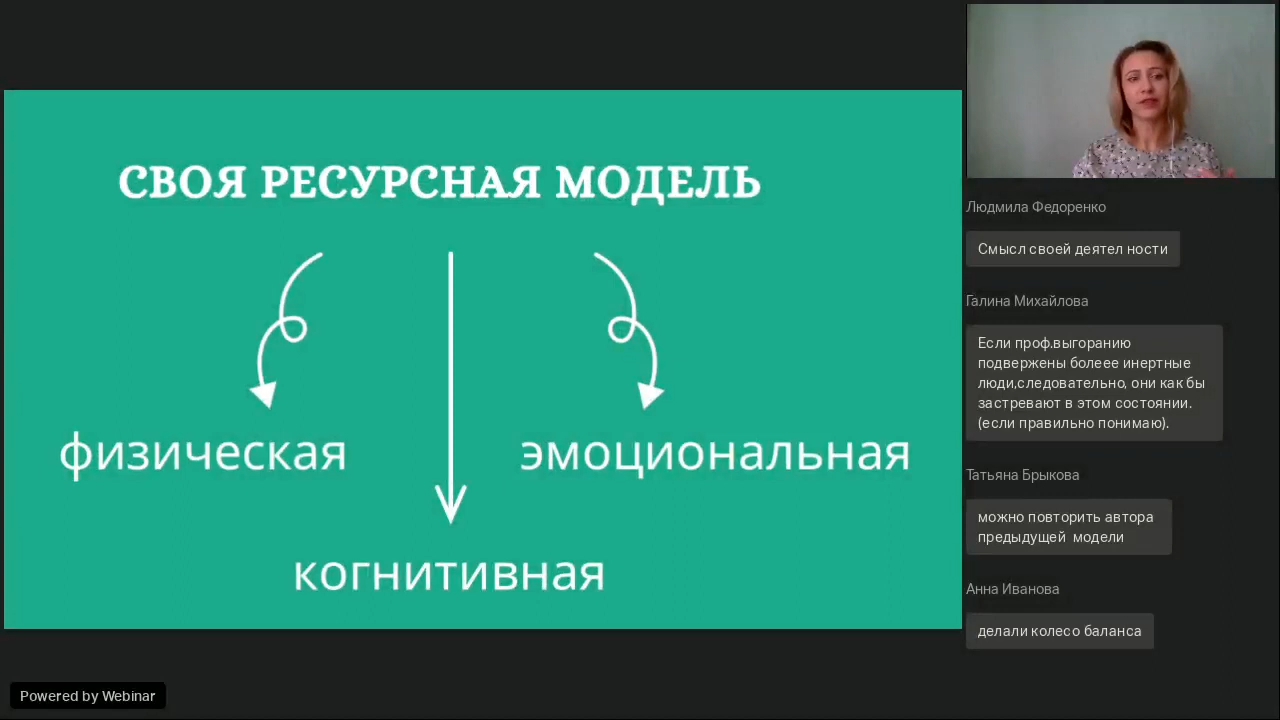 СВОЯ РЕСУРСНАЯ МОДЕЛЬ
физическая
эмоциональная
когнитивная
Людмила Федоренко
Смысл своей деятел ности
Галина Михайлова
Если проф.выгоранию
подвержены болеее инертные
люди,следовательно, они как бы
застревают в этом состоянии.
(если правильно понимаю).
Татьяна Брыкова
можно повторить автора
предыдущей модели
Анна Иванова
делали колесо баланса
Powered by Webinar